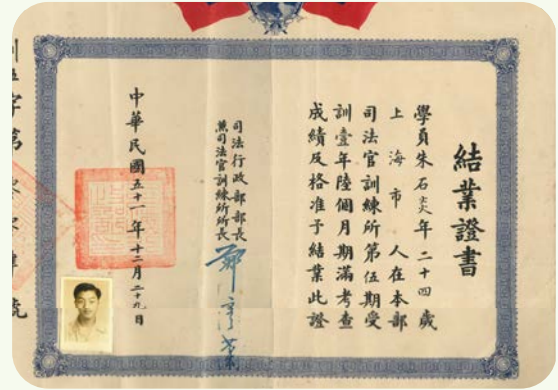 結業證書
學員朱石炎年二十四歲
上海市人在本部
司法官訓練所第伍期受
訓壹年陸個月期滿考查
成績及格准予結業此證
司法行政部部長
兼司法官訓練所所長
鄭彥棻
中華民國五十一年十二月二十九日